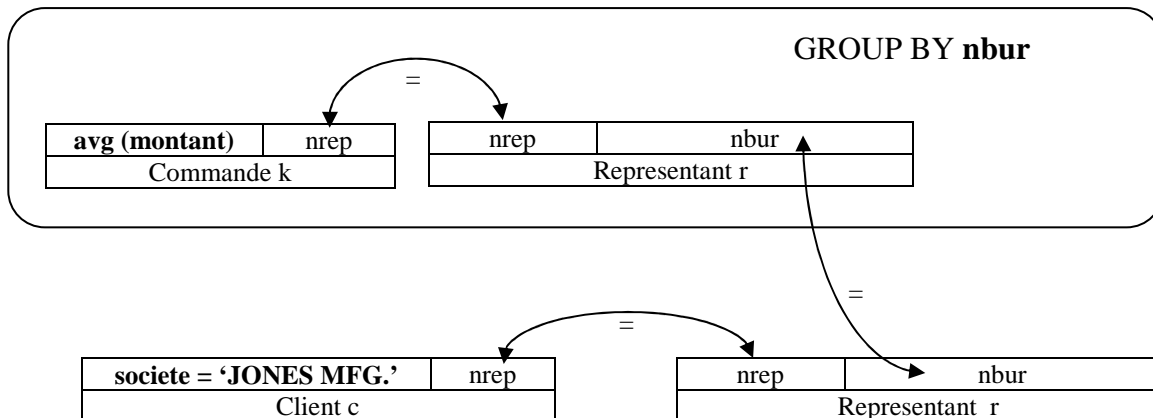 GROUP BY nbur
=
avg (montant) nrep nrep nbur
Commande k Representant r
=
=
societe = ‘JONES MFG.’ nrep nrep nbur
Client c Representant r